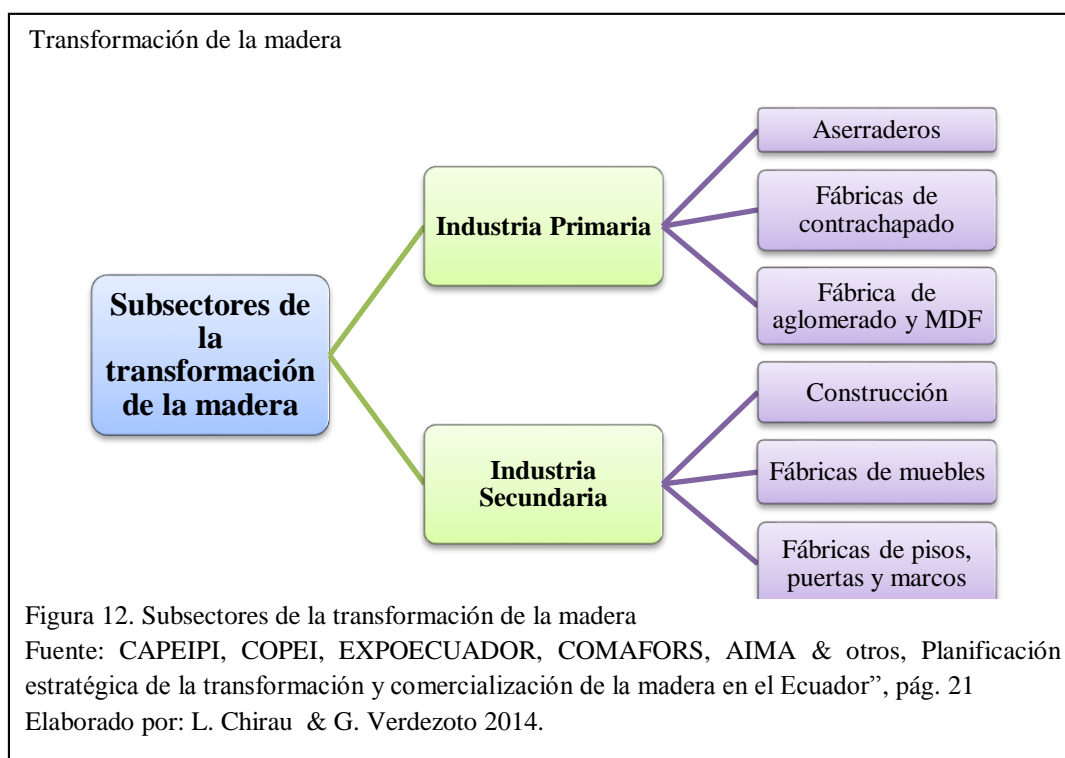 Transformación de la madera
Aserraderos
Industria Primaria
Fábricas de
contrachapado
Fábrica de
aglomerado y MDF
Subsectores de
la
transformación
de la madera
Construcción
Industria
Secundaria
Fábricas de muebles
Fábricas de pisos,
puertas y marcos
Figura 12. Subsectores de la transformación de la madera
Fuente: CAPEIPI, COPEI, EXPOECUADOR, COMAFORS, AIMA & otros, Planificación
estratégica de la transformación y comercialización de la madera en el Ecuador”, pág. 21
Elaborado por: L. Chirau & G. Verdezoto 2014.